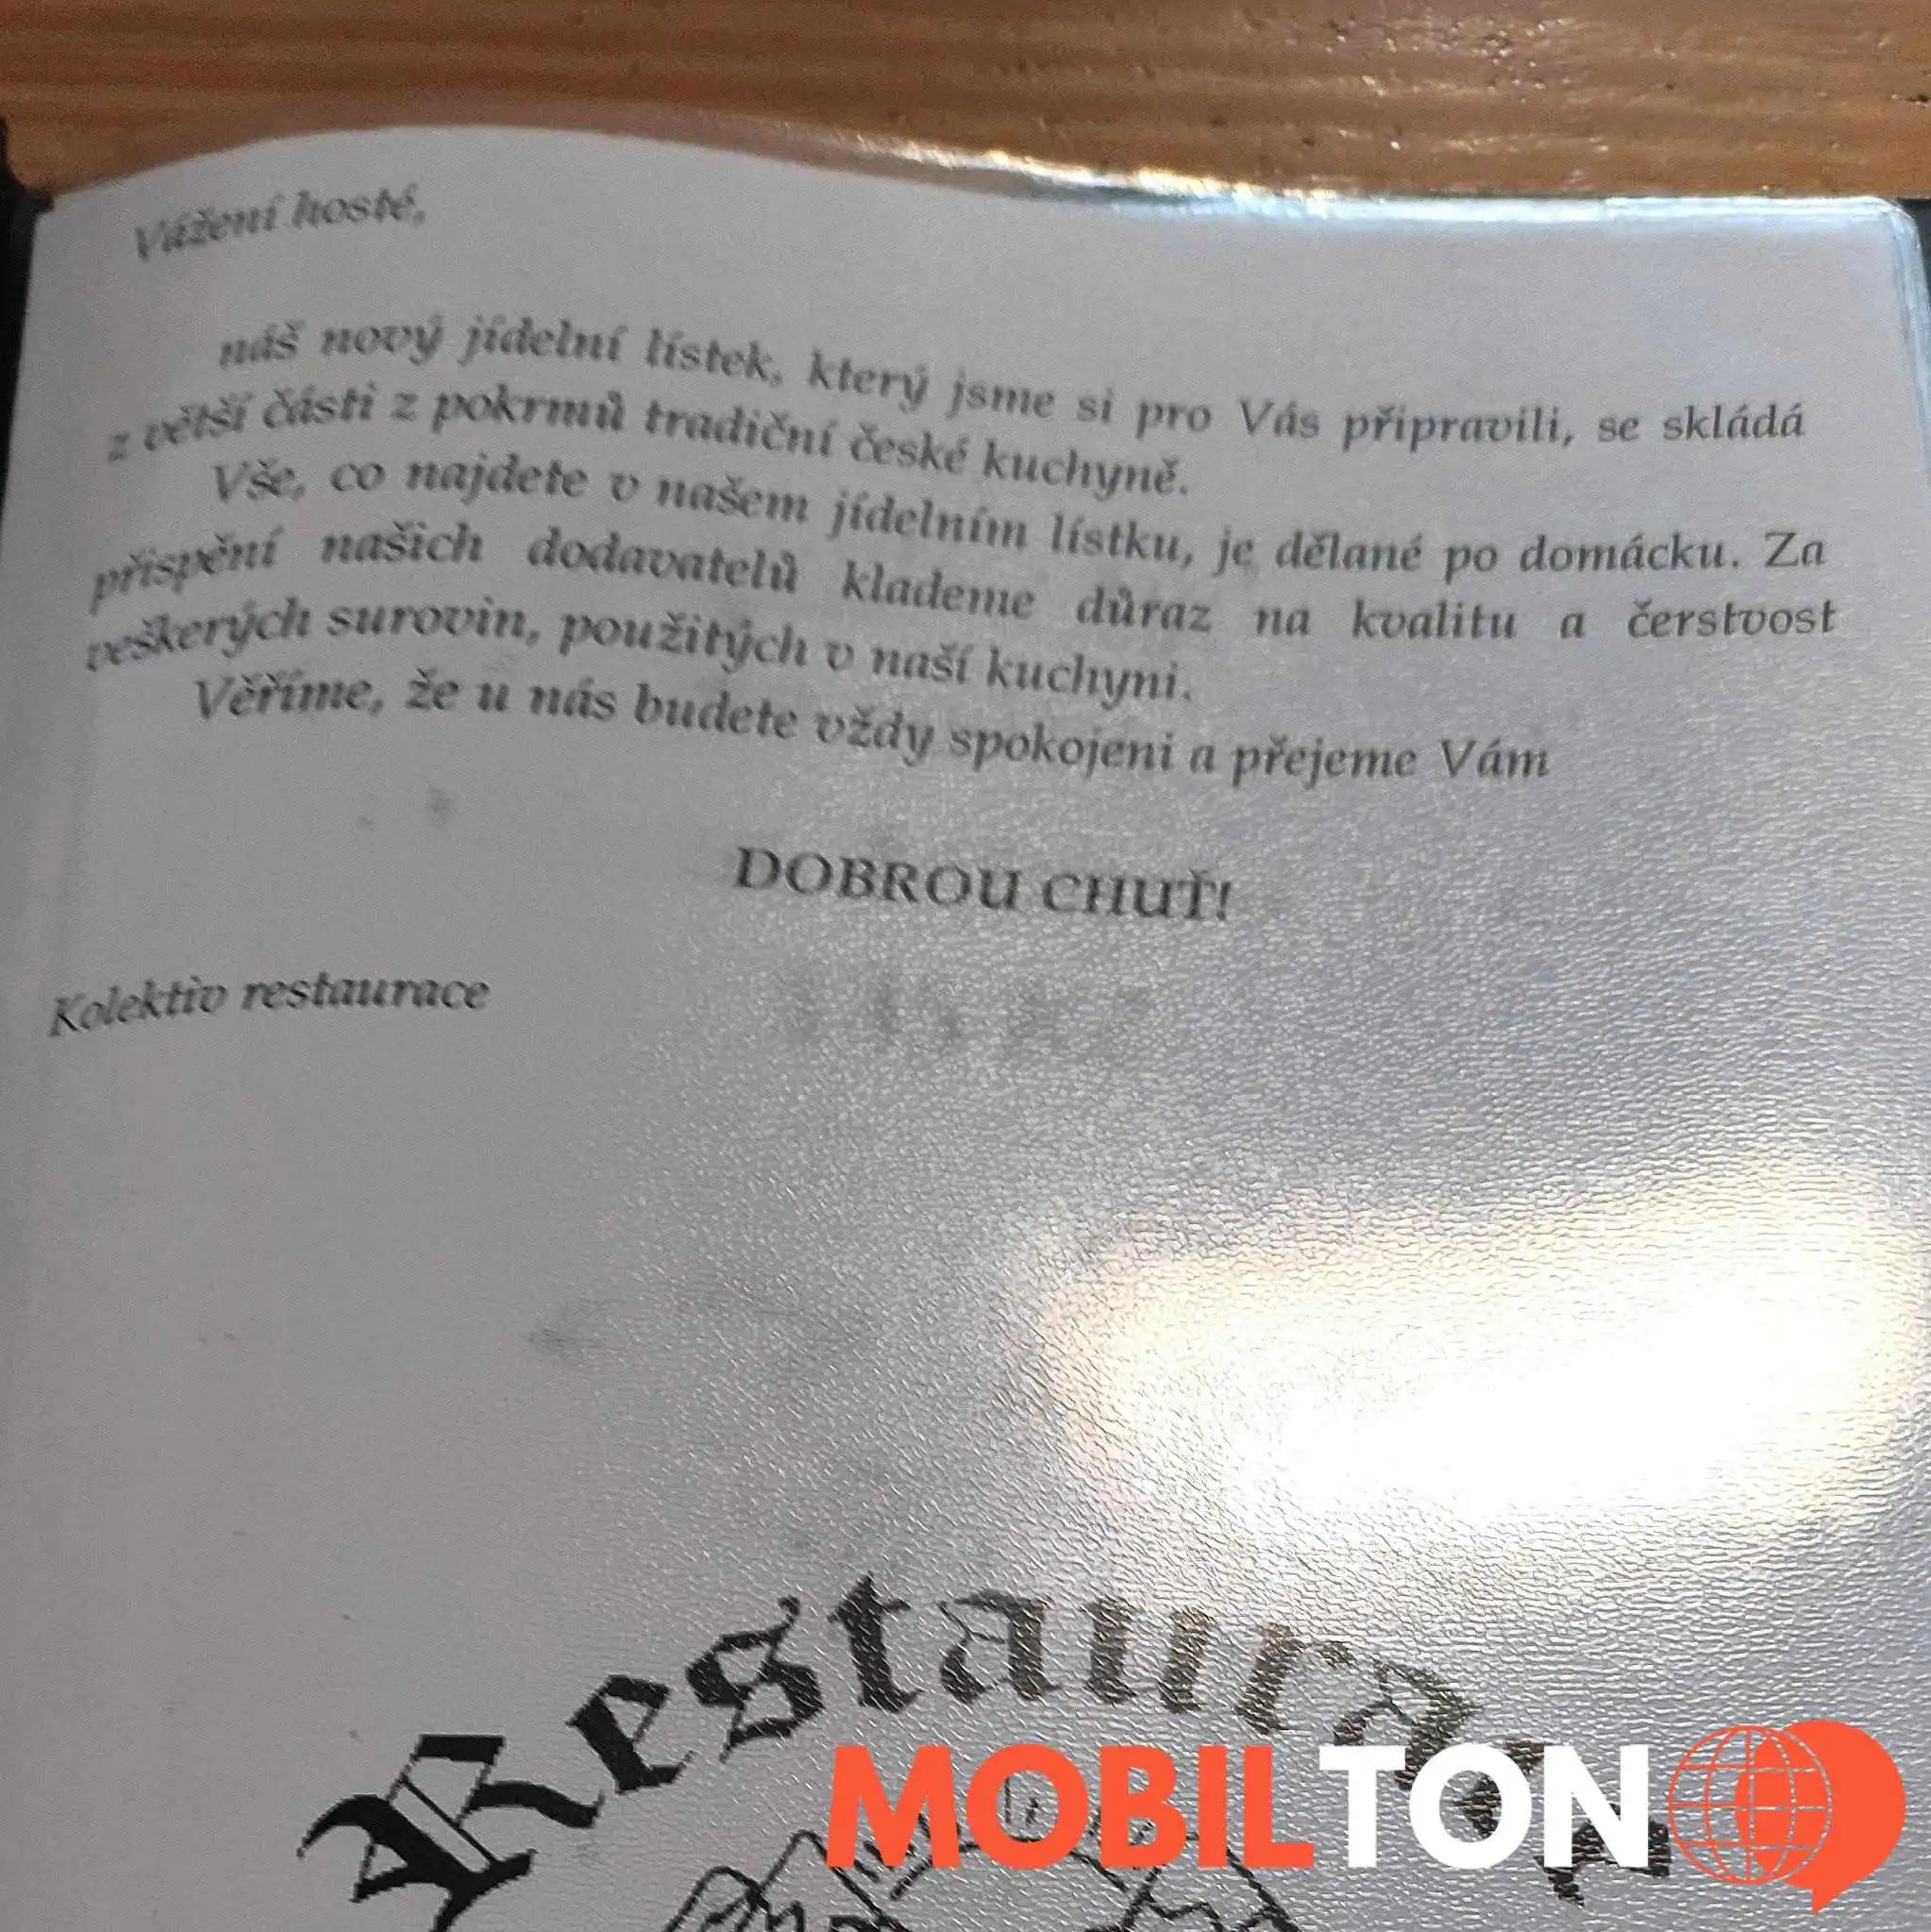 Vážení hosté,
náš nový jídelní lístek, který jsme si pro Vás připravili, se skládá
z větší části z pokrmů tradiční české kuchyně.
Vše, co najdete v našem jídelním lístku, je dělané po domácku. Za
přispění našich dodavatelů klademe důraz na kvalitu a čerstvost
veškerých surovin, použitých v naší kuchyni.
Věříme, že u nás budete vždy spokojeni a přejeme Vám
DOBROU CHUŤ!
Kolektiv restaurace
MOBILTON